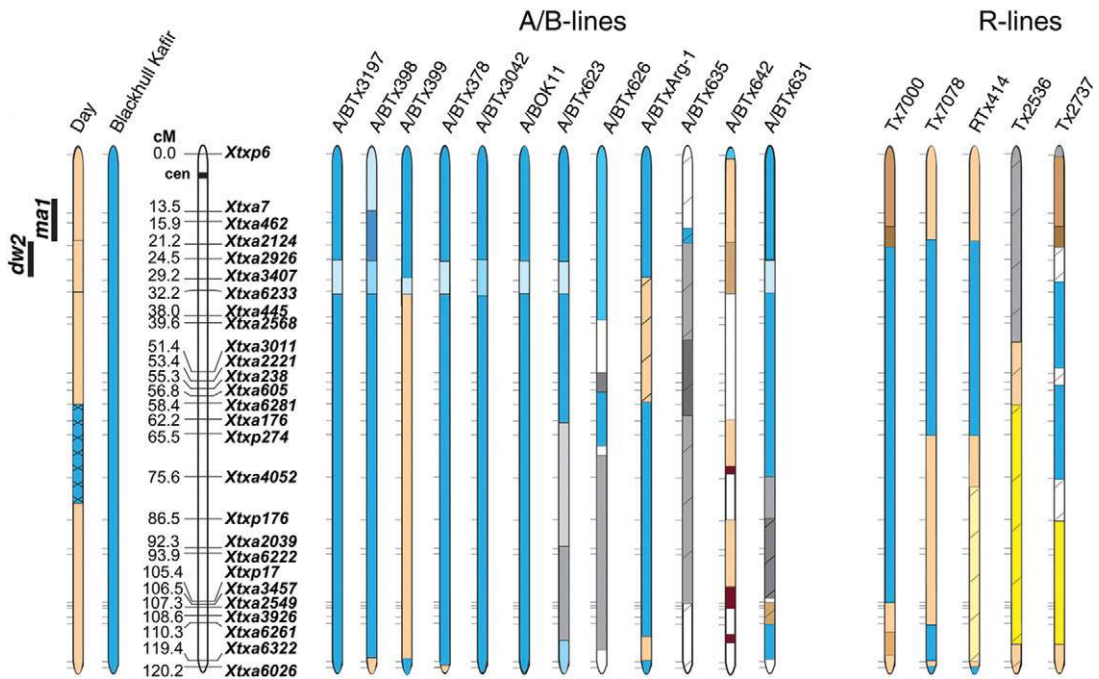 A/B-lines
R-lines
Day
Blackhull Kafir
A/BTx3197
A/BTx398
A/BTx399
A/BTx378
A/BTx3042
A/BOK11
A/BTx623
A/BTx626
A/BTxArg-1
A/BTx635
A/BTx642
A/BTx631
Tx7000
Tx7078
RTx414
Tx2536
Tx2737
cM
0.0 Xtxp6
cen
ma1
dw2
13.5 Xtxa7
15.9 Xtxa462
21.2 Xtxa2124
24.5 Xtxa2926
29.2 Xtxa3407
32.2 Xtxa6233
38.0 Xtxa445
39.6 Xtxa2568
51.4 Xtxa3011
53.4 Xtxa2221
55.3 Xtxa238
56.8 Xtxa605
58.4 Xtxa6281
62.2 Xtxa176
65.5 Xtxp274
75.6 Xtxa4052
86.5 Xtxp176
92.3 Xtxa2039
93.9 Xtxa6222
105.4 Xtxp17
106.5 Xtxa3457
107.3 Xtxa2549
108.6 Xtxa3926
110.3 Xtxa6261
119.4 Xtxa6322
120.2 Xtxa6026